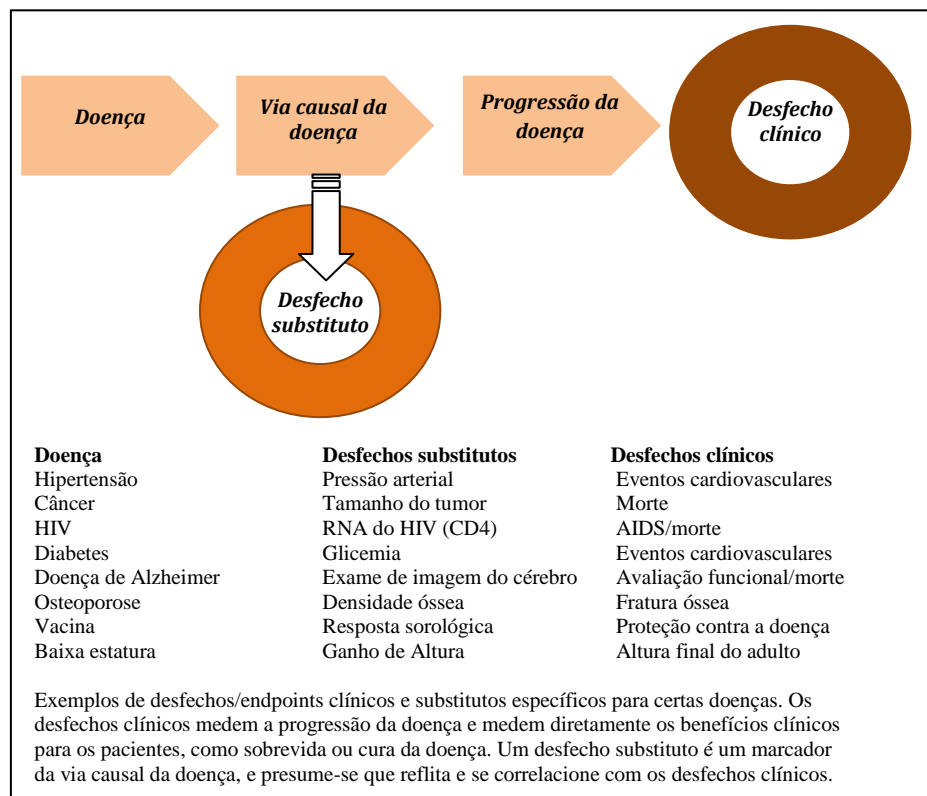 Doença
Via causal da
doença
Progressão da
doença
Desfecho
clínico
Desfecho
substituto
Doença Desfechos substitutos Desfechos clínicos
Hipertensão Pressão arterial Eventos cardiovasculares
Câncer Tamanho do tumor Morte
HIV RNA do HIV (CD4) AIDS/morte
Diabetes Glicemia Eventos cardiovasculares
Doença de Alzheimer Exame de imagem do cérebro Avaliação funcional/morte
Osteoporose Densidade óssea Fratura óssea
Vacina Resposta sorológica Proteção contra a doença
Baixa estatura Ganho de Altura Altura final do adulto
Exemplos de desfechos/endpoints clínicos e substitutos específicos para certas doenças. Os
desfechos clínicos medem a progressão da doença e medem diretamente os benefícios clínicos
para os pacientes, como sobrevida ou cura da doença. Um desfecho substituto é um marcador
da via causal da doença, e presume-se que reflita e se correlacione com os desfechos clínicos.